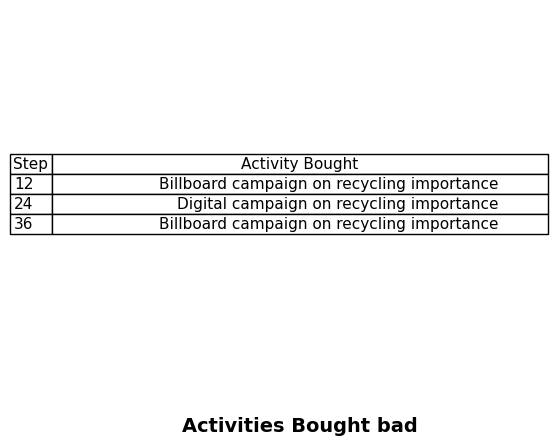 Step Activity Bought
12 Billboard campaign on recycling importance
24 Digital campaign on recycling importance
36 Billboard campaign on recycling importance
Activities Bought bad